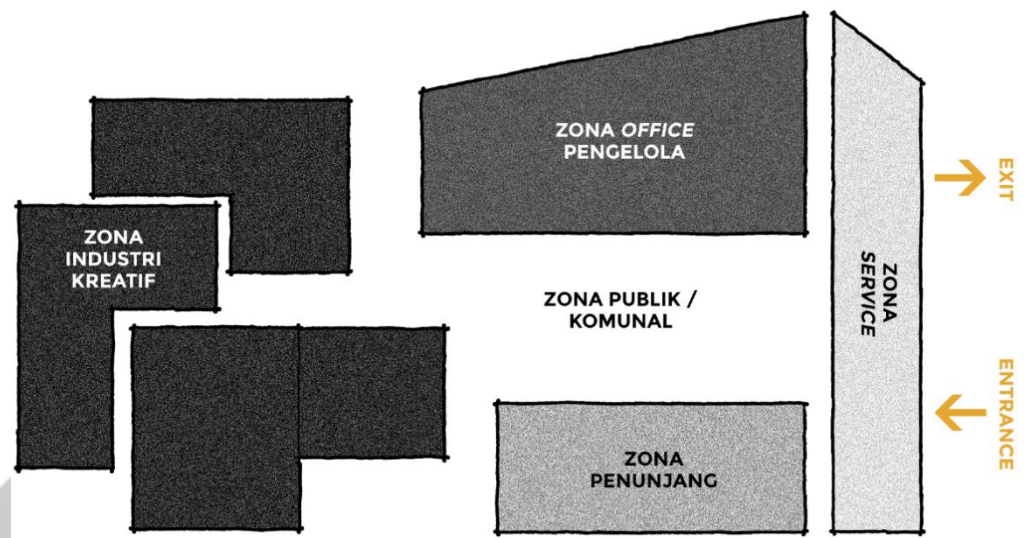 ZONA OFFICE
PENGELOLA
EXIT
ZONA
INDUSTRI
KREATIF
ZONA PUBLIK /
KOMUNAL
ZONA
SERVICE
ENTRANCE
ZONA
PENUNJANG